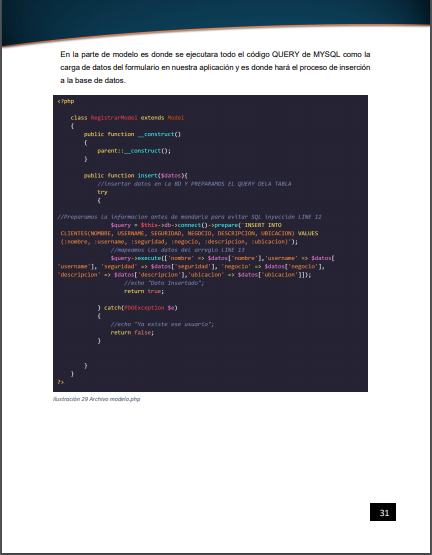 En la parte de modelo es donde se ejecutara todo el código QUERY de MYSQL como la
carga de datos del formulario en nuestra aplicación y es donde hará el proceso de inserción
a la base de datos.
<?php
class RegistrarModel extends Model
{
public function __construct()
{
parent::__construct();
}
public function insert($datos){
//insertar datos en la BD Y PREPARAMOS EL QUERY DELA TABLA
try
{
//Preparamos la informacion antes de mandarla para evitar SQL inyección LINE 12
$query = $this->db->connect()->prepare('INSERT INTO
CLIENTES(NOMBRE, USERNAME, SEGURIDAD, NEGOCIO, DESCRIPCION, UBICACION) VALUES
(:nombre, :username, :seguridad, :negocio, :descripcion, :ubicacion)');
//mapeamos los datos del arreglo LINE 13
$query->execute(['nombre' => $datos['nombre'],'username' => $datos[
'username'], 'seguridad' => $datos['seguridad'], 'negocio' => $datos['negocio'],
'descripcion' => $datos['descripcion'],'ubicacion' => $datos['ubicacion']]);
//echo "Dato Insertado";
return true;
} catch(PDOException $e)
{
//echo "Ya existe ese usuario";
return false;
}
}
}
?>
Ilustración 29 Archivo modelo.php
31